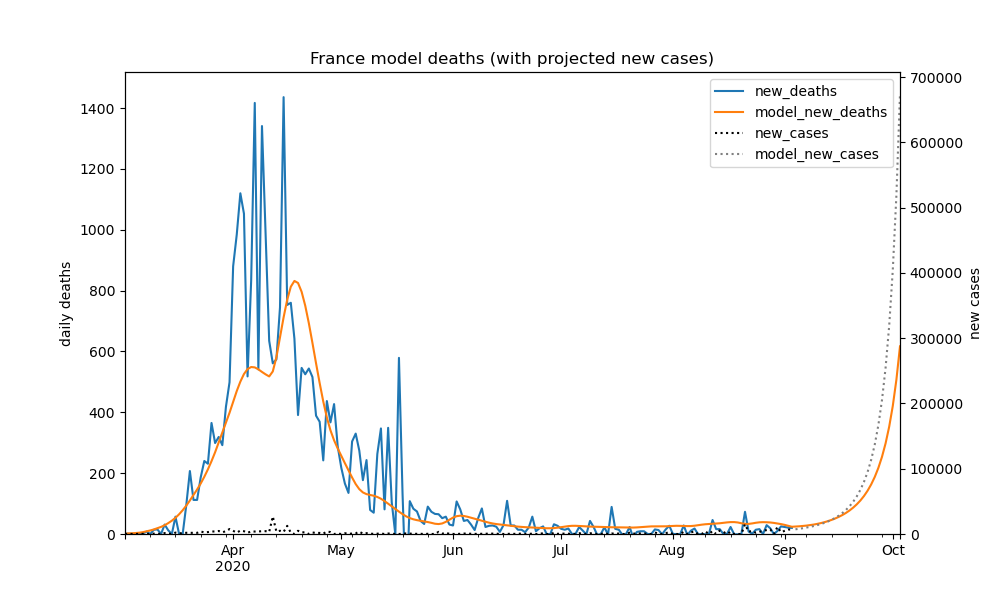 France model deaths (with projected new cases)
new_deaths
model_new_deaths
new_cases
model_new_cases
daily deaths
1400
1200
1000
800
600
400
200
0
700000
600000
500000
400000
300000
200000
100000
0
new cases
Apr May Jun Jul Aug Sep Oct
2020